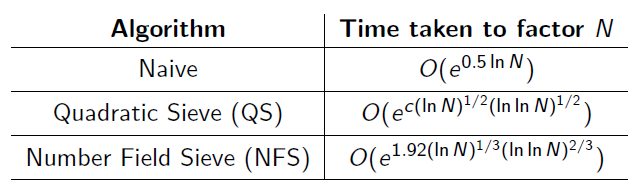 Algorithm Time taken to factor N
Naive O(e^{0.5 ln N})
Quadratic Sieve (QS) O(e^{c(ln N)^{1/2}(ln ln N)^{1/2}})
Number Field Sieve (NFS) O(e^{1.92(ln N)^{1/3}(ln ln N)^{2/3}})